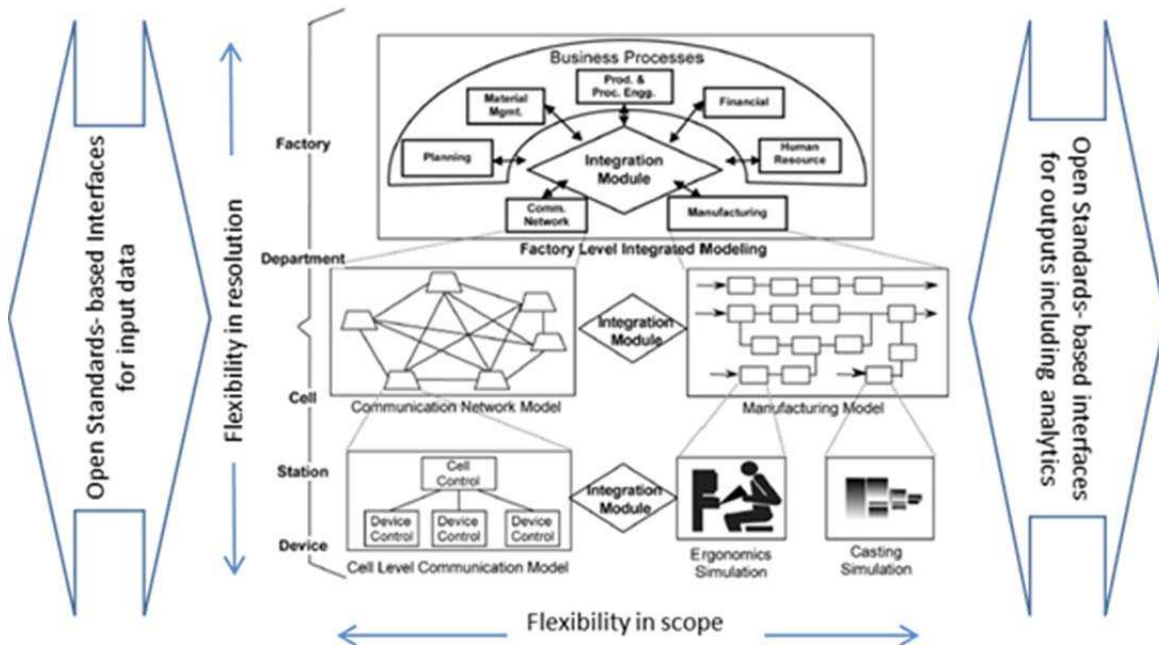 Open Standards- based Interfaces
for input data
Flexibility in resolution
Factory
Department
Cell
Station
Device
Business Processes
Prod. &
Proc. Engg.
Material
Mgmt.
Financial
Planning
Integration
Module
Human
Resource
Comm.
Network
Manufacturing
Factory Level Integrated Modeling
Integration
Module
Communication Network Model
Manufacturing Model
Cell
Control
Device
Control
Device
Control
Device
Control
Integration
Module
Cell Level Communication Model
Ergonomics
Simulation
Casting
Simulation
Flexibility in scope
Open Standards- based interfaces
for outputs including analytics